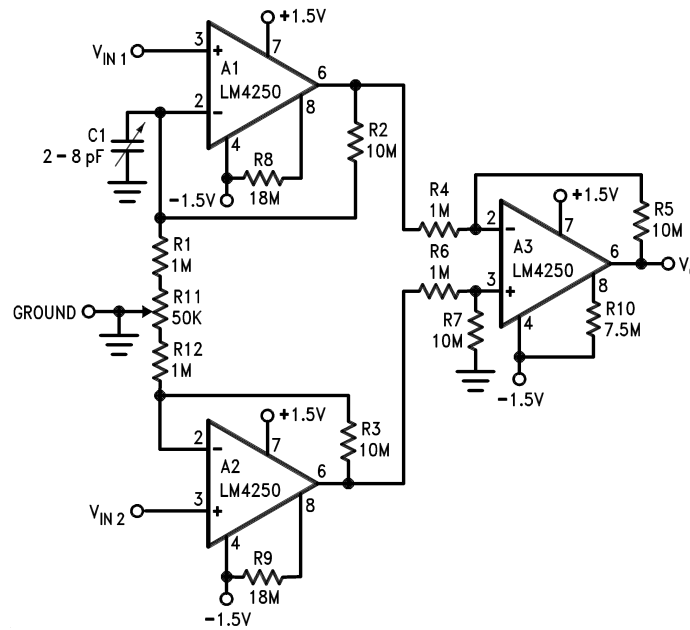 +1.5V
V IN 1
3
+
7
A1
LM4250
6
8
2
−
4
C1
2 – 8 pF
R8
18M
−1.5V
R2
10M
R4
1M
R6
1M
R1
1M
GROUND
R11
50K
R12
1M
+1.5V
R5
10M
2
−
7
A3
LM4250
6
V
3
+
8
4
R7
10M
R10
7.5M
−1.5V
+1.5V
R3
10M
2
−
7
A2
LM4250
6
8
V IN 2
3
+
4
R9
18M
−1.5V